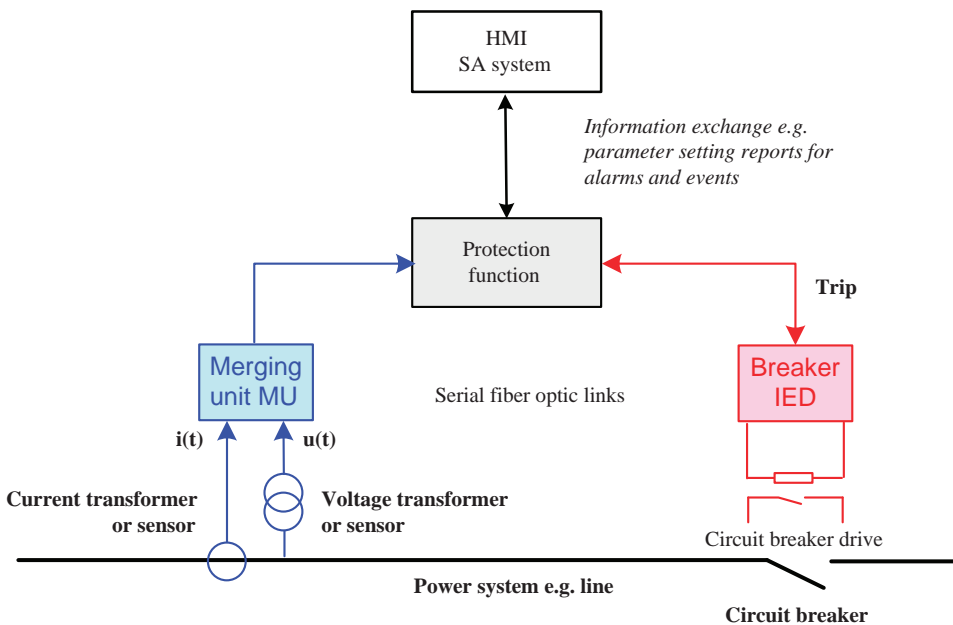 HMI
SA system
Information exchange e.g.
parameter setting reports for
alarms and events
Protection
function
Trip
Merging
unit MU
Serial fiber optic links
Breaker
IED
i(t)
u(t)
Current transformer
or sensor
Voltage transformer
or sensor
Circuit breaker drive
Power system e.g. line
Circuit breaker